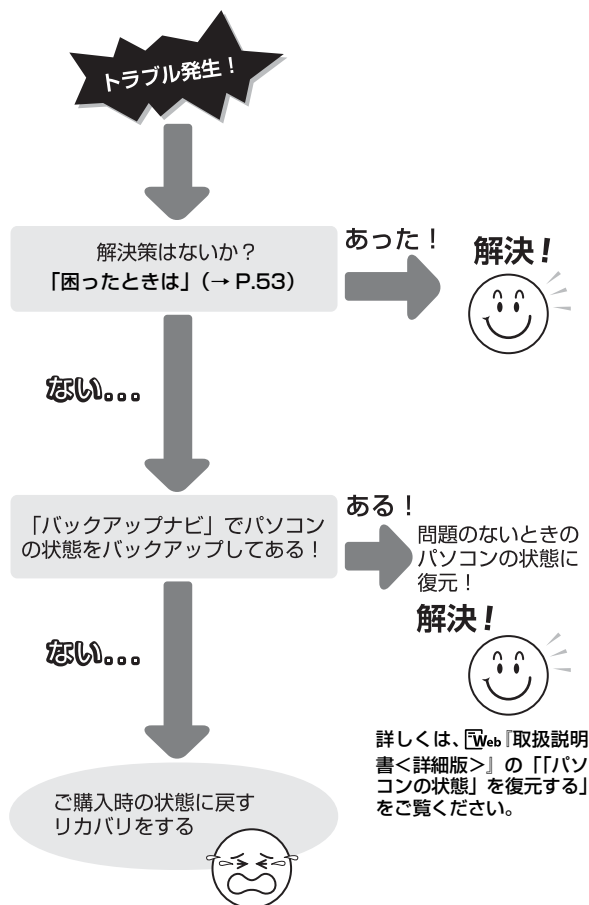 トラブル発生！
解決策はないか？
「困ったときは」（→ P.53）
あった！
解決！
ない...
「バックアップナビ」でパソコン
の状態をバックアップしてある！
ある！
問題のないときの
パソコンの状態に
復元！
解決！
ない...
詳しくは、Web『取扱説明
書＜詳細版＞』の「「パソ
コンの状態」を復元する」
をご覧ください。
ご購入時の状態に戻す
リカバリをする